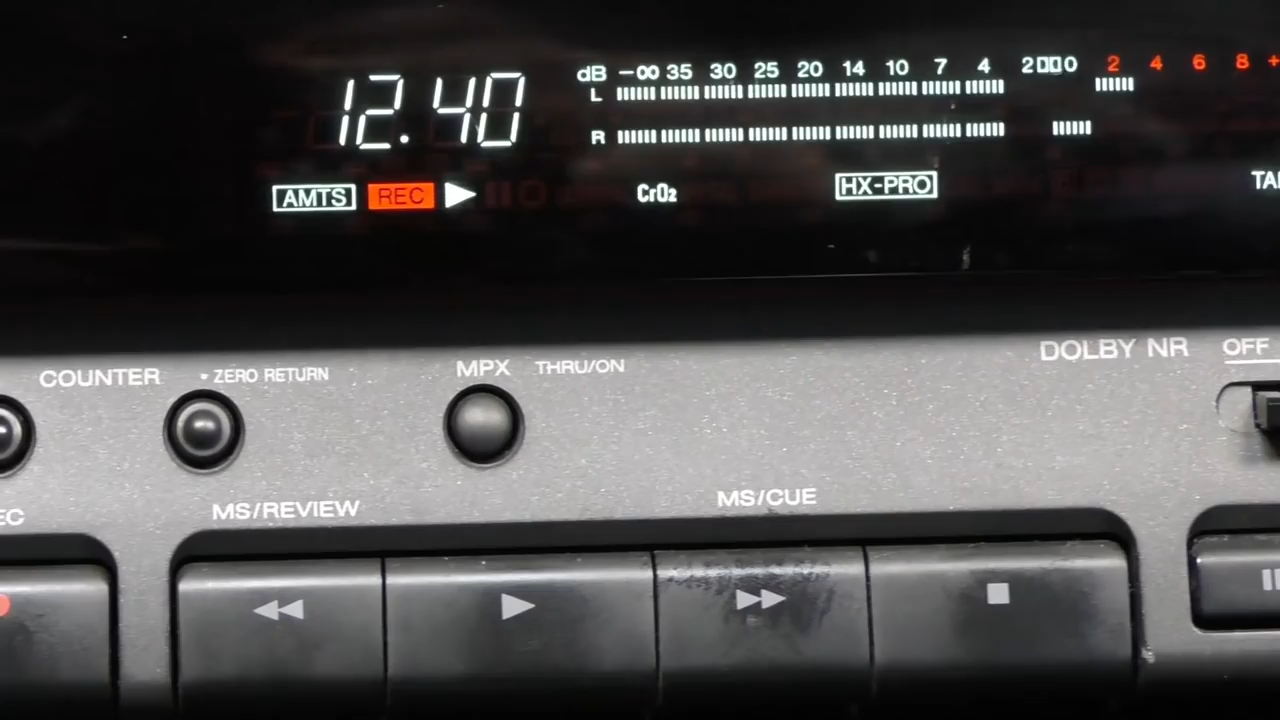 12.40
dB -∞ 35 30 25 20 14 10 7 4 2 0 2 4 6 8 +
L
R
AMTS REC CrO₂ HX-PRO
COUNTER • ZERO RETURN MPX THRU/ON DOLBY NR OFF
MS/REVIEW MS/CUE